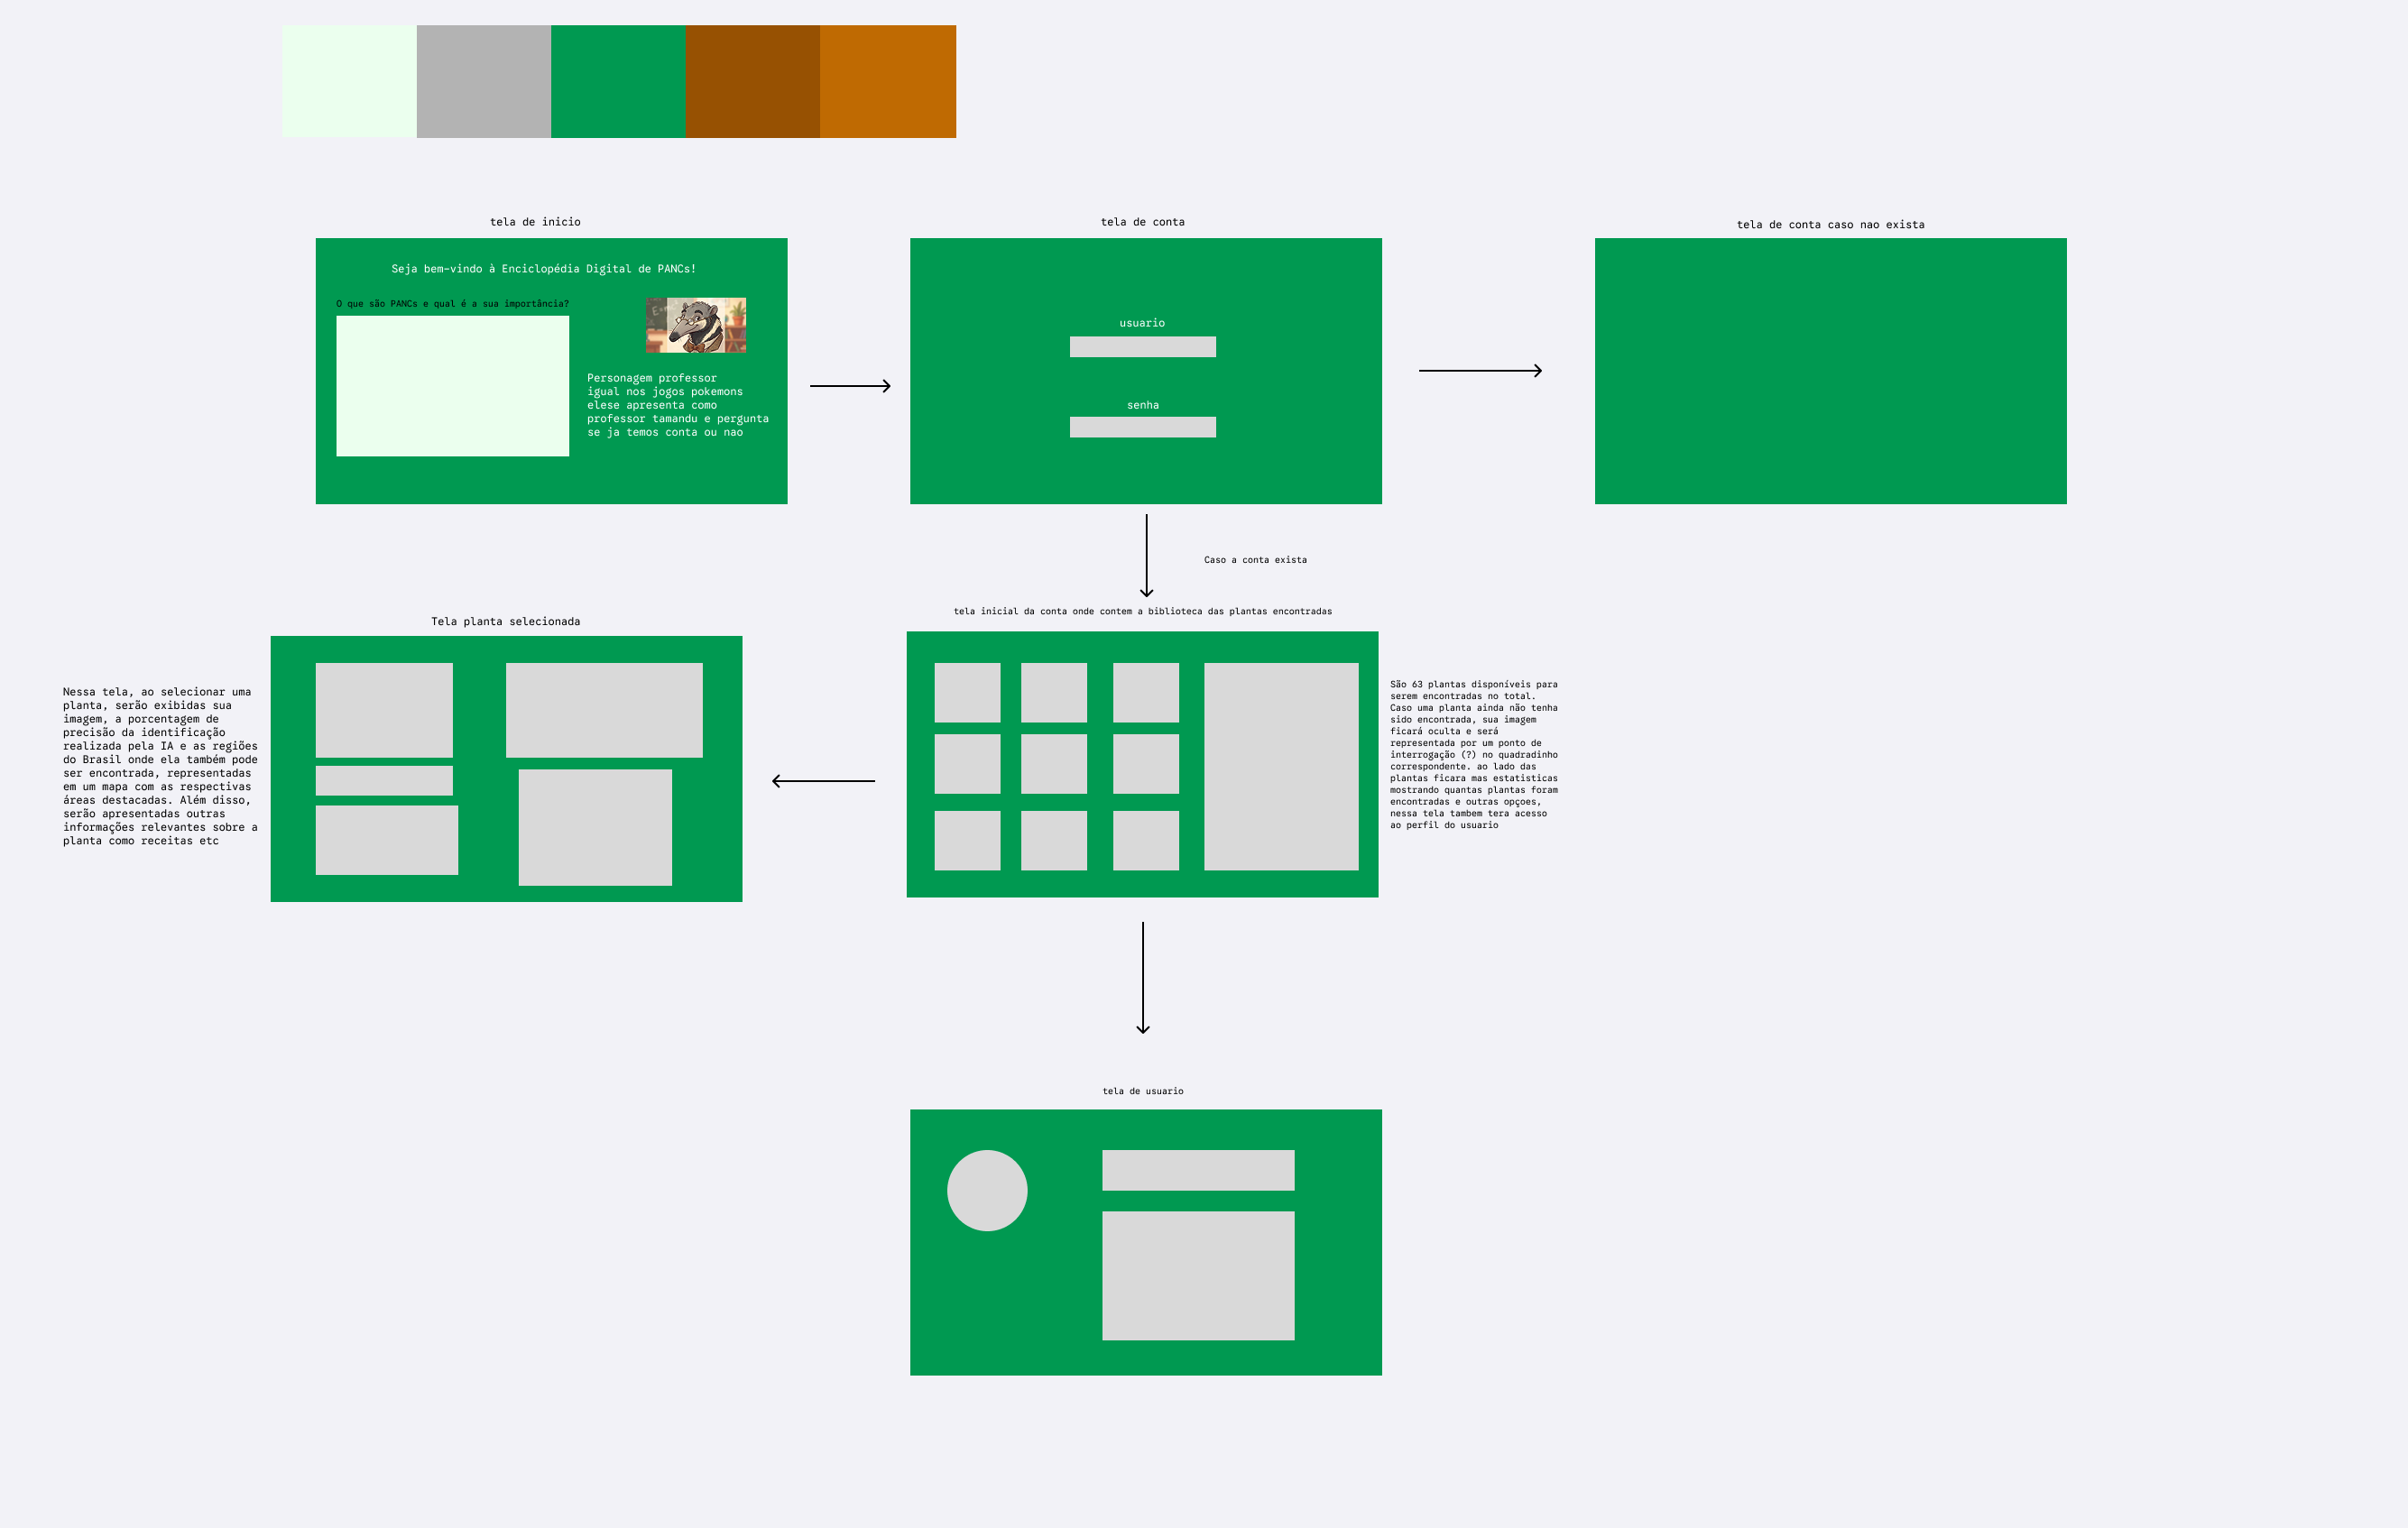 tela de inicio
tela de conta
tela de conta caso nao exista
Seja bem-vindo à Enciclopédia Digital de PANCs!
O que são PANCs e qual é a sua importância?
Personagem professor
igual nos jogos pokemons
elese apresenta como
professor tamandu e pergunta
se ja temos conta ou nao
usuario
senha
Caso a conta exista
tela inicial da conta onde contem a biblioteca das plantas encontradas
Tela planta selecionada
Nessa tela, ao selecionar uma
planta, serão exibidas sua
imagem, a porcentagem de
precisão da identificação
realizada pela IA e as regiões
do Brasil onde ela também pode
ser encontrada, representadas
em um mapa com as respectivas
áreas destacadas. Além disso,
serão apresentadas outras
informações relevantes sobre a
planta como receitas etc
São 63 plantas disponíveis para
serem encontradas no total.
Caso uma planta ainda não tenha
sido encontrada, sua imagem
ficará oculta e será
representada por um ponto de
interrogação (?) no quadradinho
correspondente. ao lado das
plantas ficara mas estatisticas
mostrando quantas plantas foram
encontradas e outras opçoes,
nessa tela tambem tera acesso
ao perfil do usuario
tela de usuario